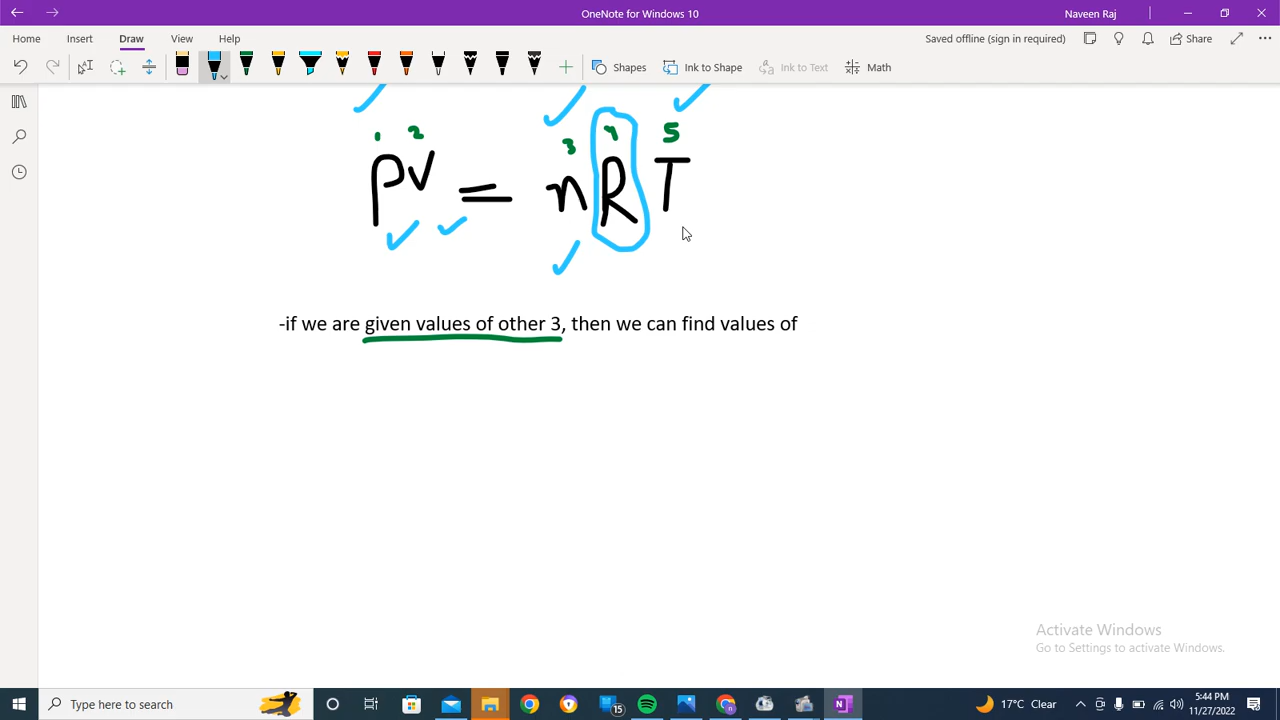 OneNote for Windows 10
Naveen Raj
Home Insert Draw View Help
Saved offline (sign in required)
Share
Shapes
Ink to Shape
Ink to Text
Math
1 2 3 4 5
PV = nRT
-if we are given values of other 3, then we can find values of
Activate Windows
Go to Settings to activate Windows.
Type here to search
15
17°C Clear
5:44 PM
11/27/2022